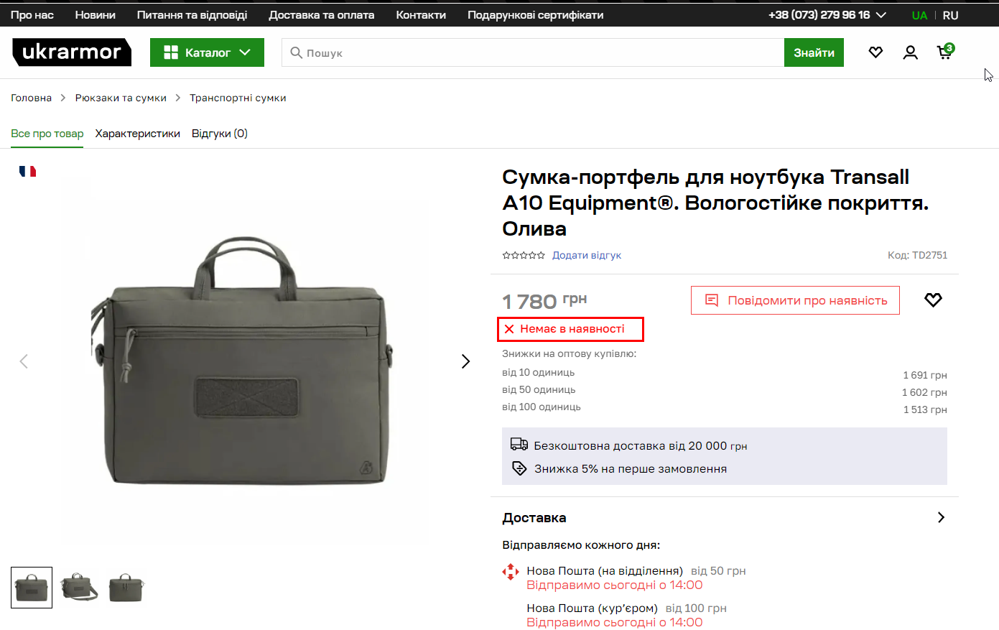 Про нас Новини Питання та відповіді Доставка та оплата Контакти Подарункові сертифікати +38 (073) 279 96 16 UA RU
ukrarmor Каталог Пошук Знайти 3
Головна Рюкзаки та сумки Транспортні сумки
Все про товар Характеристики Відгуки (0)
Сумка-портфель для ноутбука Transall
A10 Equipment®. Вологостійке покриття.
Олива
Додати відгук Код: TD2751
1 780 грн Повідомити про наявність
Немає в наявності
Знижки на оптову купівлю:
від 10 одиниць 1 691 грн
від 50 одиниць 1 602 грн
від 100 одиниць 1 513 грн
Безкоштовна доставка від 20 000 грн
Знижка 5% на перше замовлення
Доставка
Відправляємо кожного дня:
Нова Пошта (на відділення) від 50 грн
Відправимо сьогодні о 14:00
Нова Пошта (кур’єром) від 100 грн
Відправимо сьогодні о 14:00